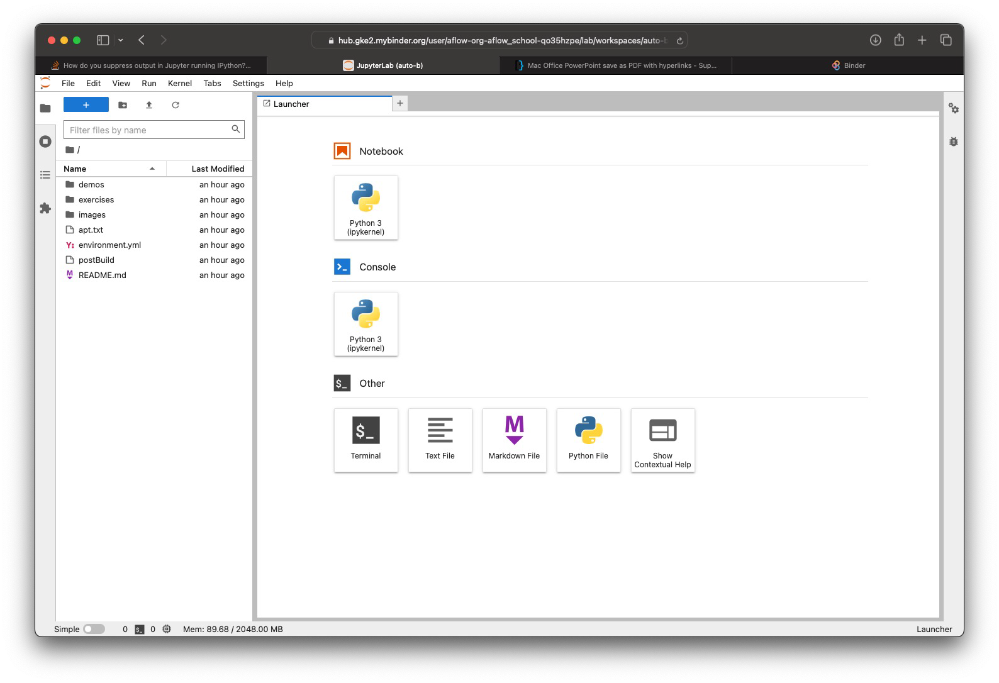 hub.gke2.mybinder.org/user/aflow-org-aflow_school-qo35hzpe/lab/workspaces/auto-b
How do you suppress output in Jupyter running IPython?...
JupyterLab (auto-b)
Mac Office PowerPoint save as PDF with hyperlinks - Sup...
Binder
File Edit View Run Kernel Tabs Settings Help
+
Launcher
+
Filter files by name
/
Name Last Modified
demos an hour ago
exercises an hour ago
images an hour ago
apt.txt an hour ago
Y: environment.yml an hour ago
postBuild an hour ago
M README.md an hour ago
Notebook
Python 3
(ipykernel)
>_ Console
Python 3
(ipykernel)
$_ Other
$_
Terminal
Text File
M
Markdown File
Python File
Show
Contextual Help
Simple 0 $_ 0 Mem: 89.68 / 2048.00 MB Launcher